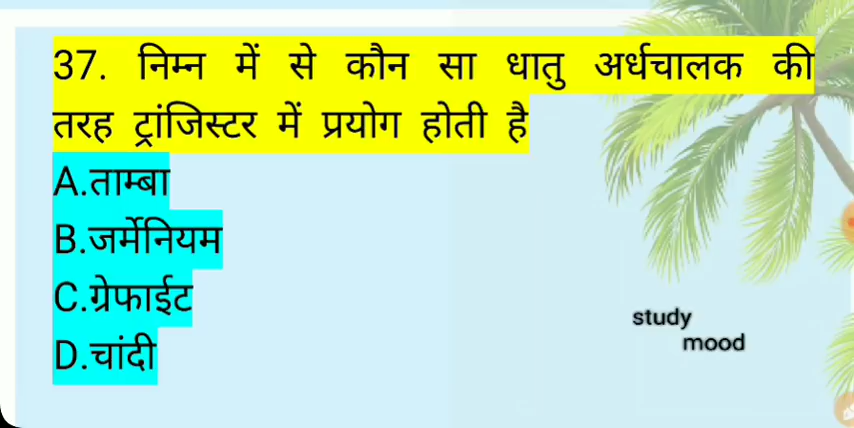 37. निम्न में से कौन सा धातु अर्धचालक की
तरह ट्रांजिस्टर में प्रयोग होती है
A.ताम्बा
B.जर्मेनियम
C.ग्रेफाईट
D.चांदी
study
mood